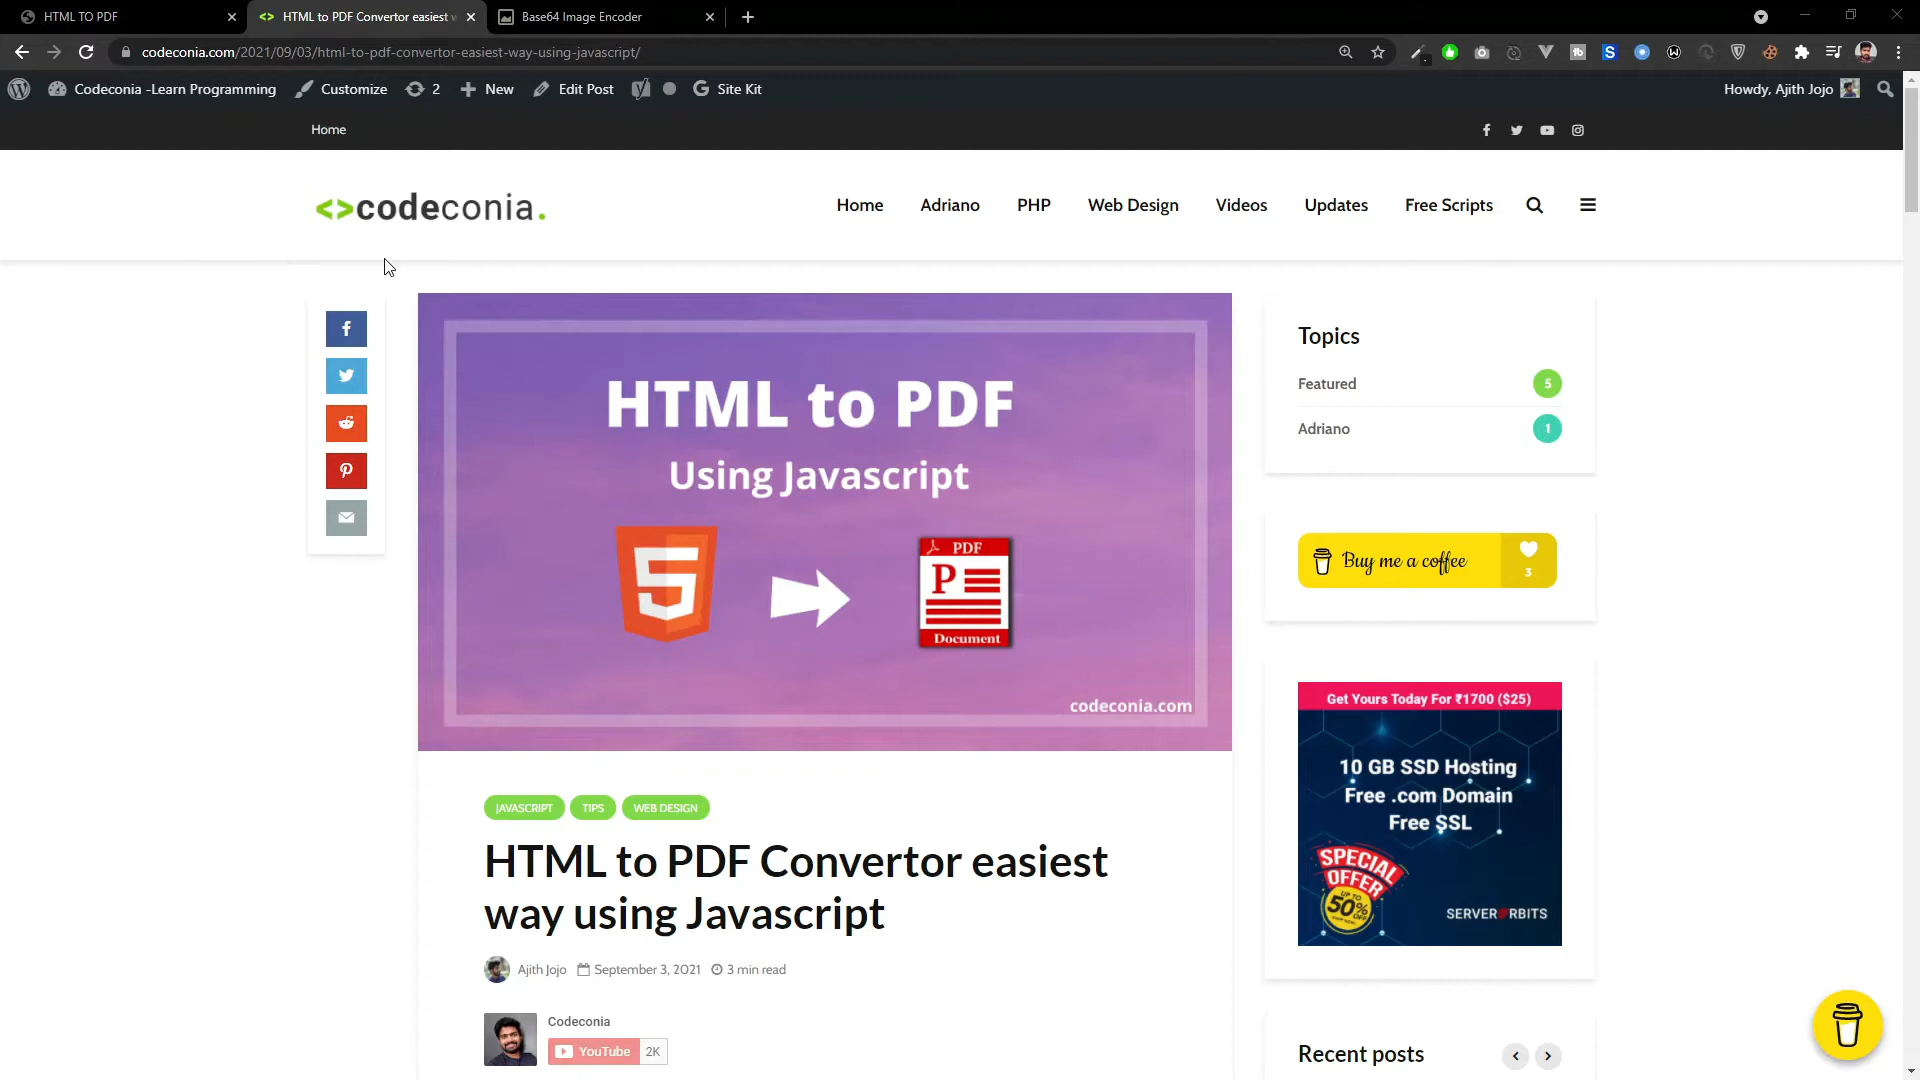 HTML TO PDF
<> HTML to PDF Convertor easiest w
Base64 Image Encoder
codeconia.com/2021/09/03/html-to-pdf-convertor-easiest-way-using-javascript/
Codeconia -Learn Programming
Customize
2
New
Edit Post
Site Kit
Howdy, Ajith Jojo
Home
<>codeconia.
Home
Adriano
PHP
Web Design
Videos
Updates
Free Scripts
HTML to PDF
Using Javascript
5
PDF
P
Document
codeconia.com
Topics
Featured
5
Adriano
1
Buy me a coffee
3
Get Yours Today For ₹1700 ($25)
10 GB SSD Hosting
Free .com Domain
Free SSL
SPECIAL
OFFER
UP TO
50%
SERVERORBITS
JAVASCRIPT
TIPS
WEB DESIGN
HTML to PDF Convertor easiest
way using Javascript
Ajith Jojo
September 3, 2021
3 min read
Codeconia
YouTube
2K
Recent posts